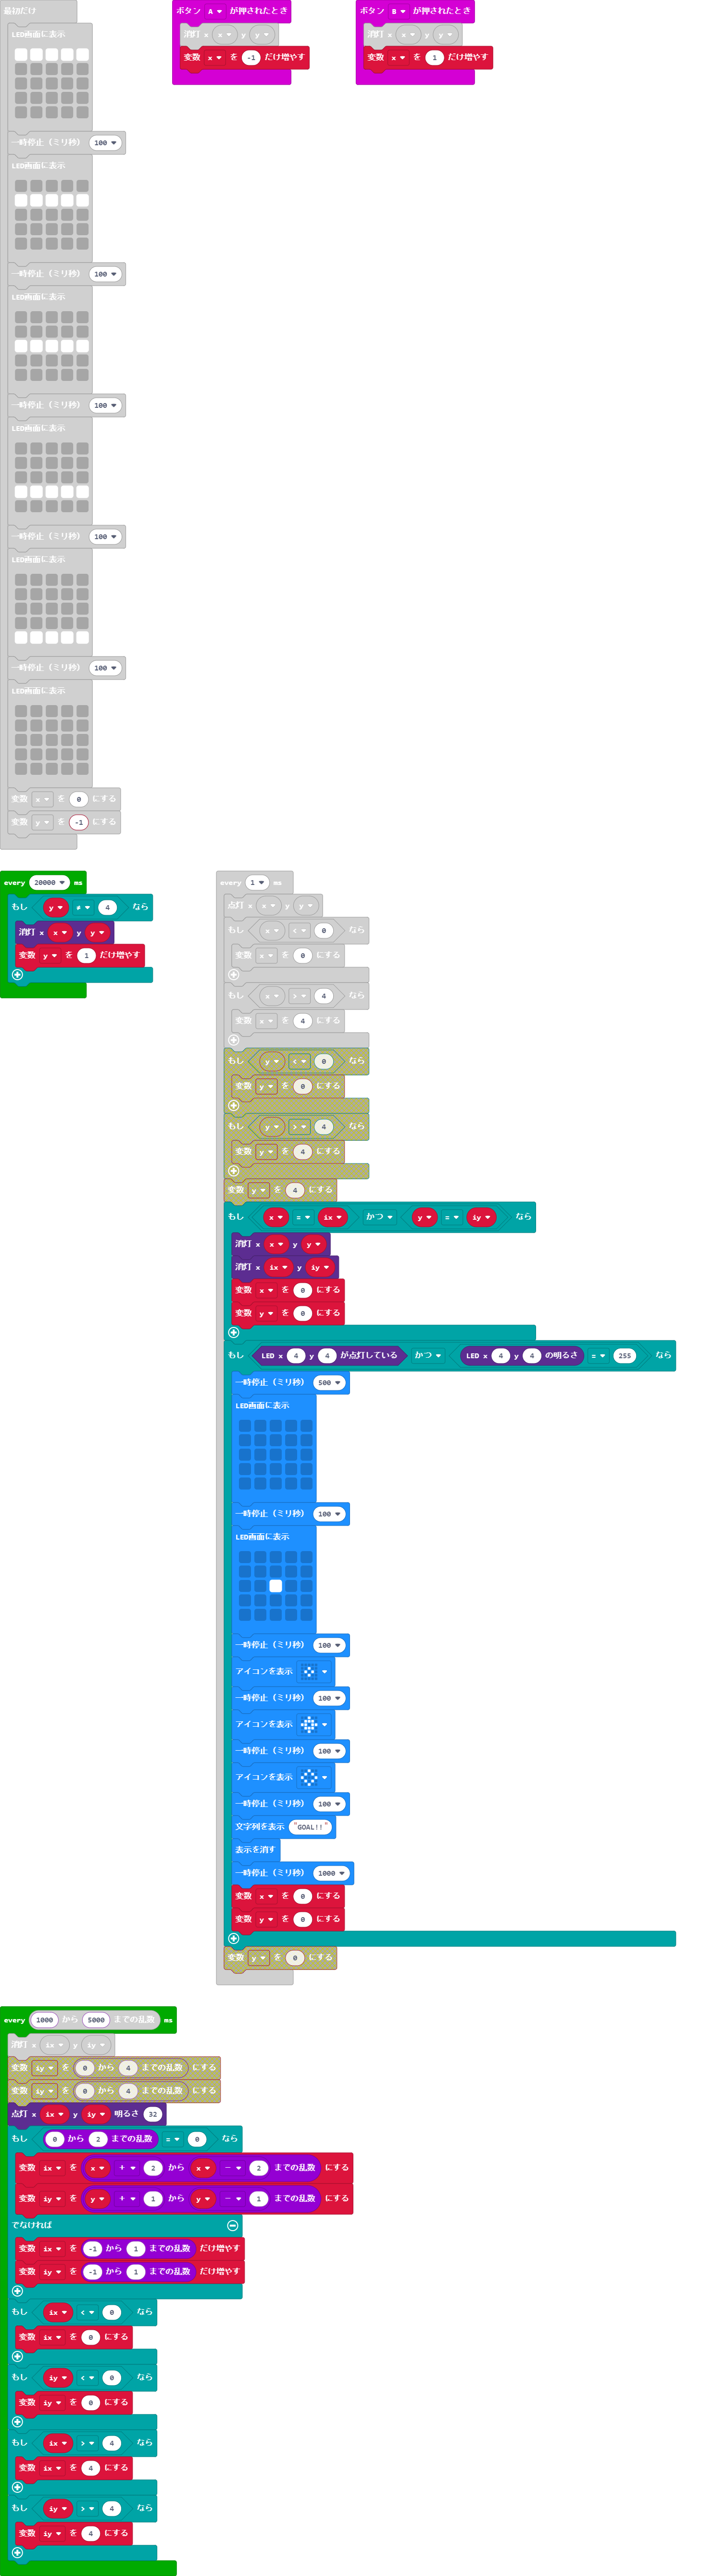 最初だけ
LED画面に表示
一時停止（ミリ秒） 100
LED画面に表示
一時停止（ミリ秒） 100
LED画面に表示
一時停止（ミリ秒） 100
LED画面に表示
一時停止（ミリ秒） 100
LED画面に表示
一時停止（ミリ秒） 100
LED画面に表示
変数 x を 0 にする
変数 y を -1 にする
ボタン A が押されたとき
消灯 x x y y
変数 x を -1 だけ増やす
ボタン B が押されたとき
消灯 x x y y
変数 x を 1 だけ増やす
every 20000 ms
もし y ≠ 4 なら
消灯 x x y y
変数 y を 1 だけ増やす
every 1 ms
点灯 x x y y
もし x < 0 なら
変数 x を 0 にする
もし x > 4 なら
変数 x を 4 にする
もし y < 0 なら
変数 y を 0 にする
もし y > 4 なら
変数 y を 4 にする
変数 y を 4 にする
もし x = ix かつ y = iy なら
消灯 x x y y
消灯 x ix y iy
変数 x を 0 にする
変数 y を 0 にする
もし LED x 4 y 4 が点灯している かつ LED x 4 y 4 の明るさ = 255 なら
一時停止（ミリ秒） 500
LED画面に表示
一時停止（ミリ秒） 100
LED画面に表示
一時停止（ミリ秒） 100
アイコンを表示
一時停止（ミリ秒） 100
アイコンを表示
一時停止（ミリ秒） 100
アイコンを表示
一時停止（ミリ秒） 100
文字列を表示 "GOAL!!"
表示を消す
一時停止（ミリ秒） 1000
変数 x を 0 にする
変数 y を 0 にする
変数 y を 0 にする
every 1000 から 5000 までの乱数 ms
消灯 x ix y iy
変数 iy を 0 から 4 までの乱数 にする
変数 iy を 0 から 4 までの乱数 にする
点灯 x ix y iy 明るさ 32
もし 0 から 2 までの乱数 = 0 なら
変数 ix を x + 2 から x - 2 までの乱数 にする
変数 iy を y + 1 から y - 1 までの乱数 にする
でなければ
変数 ix を -1 から 1 までの乱数 だけ増やす
変数 iy を -1 から 1 までの乱数 だけ増やす
もし ix < 0 なら
変数 ix を 0 にする
もし iy < 0 なら
変数 iy を 0 にする
もし ix > 4 なら
変数 ix を 4 にする
もし iy > 4 なら
変数 iy を 4 にする